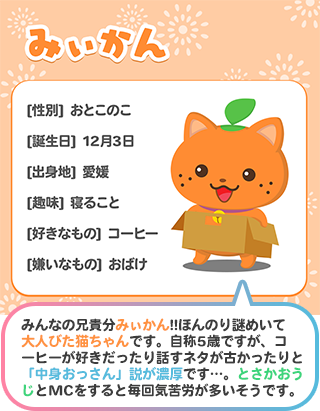 みぃかん
[性別] おとこのこ
[誕生日] 12月3日
[出身地] 愛媛
[趣味] 寝ること
[好きなもの] コーヒー
[嫌いなもの] おばけ
みんなの兄貴分みぃかん!!ほんのり謎めいて
大人びた猫ちゃんです。自称5歳ですが、コ
ーヒーが好きだったり話すネタが古かったりと
「中身おっさん」説が濃厚です…。とさかおう
じとMCをすると毎回気苦労が多いそうです。